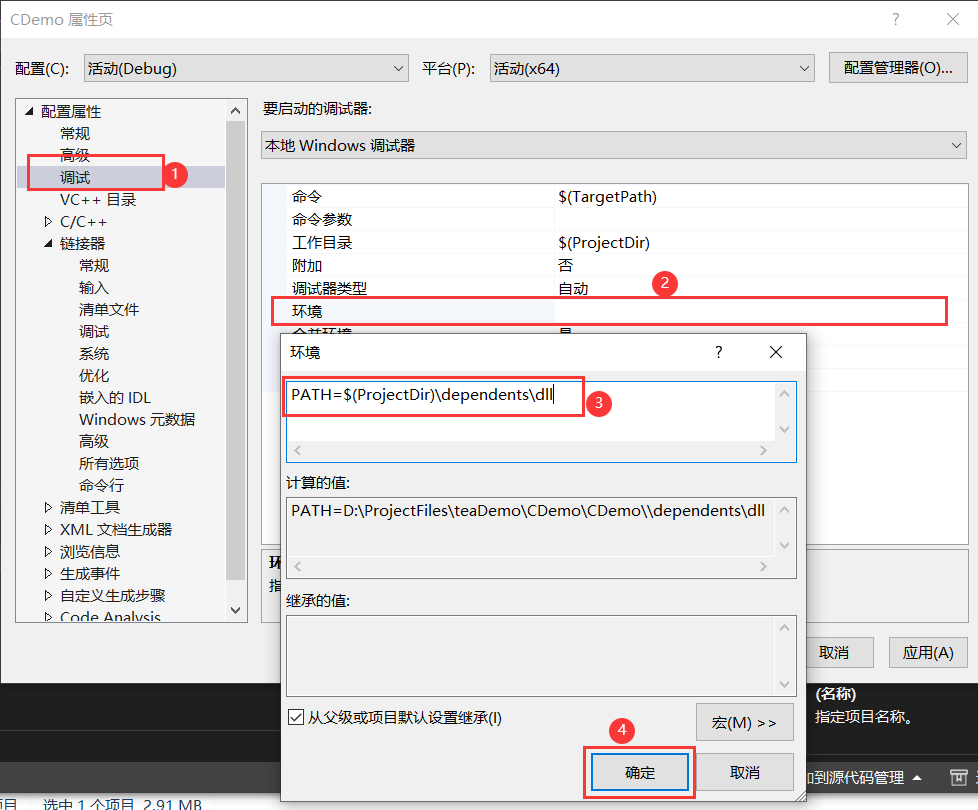 CDemo 属性页
配置(C):
活动(Debug)
平台(P):
活动(x64)
配置管理器(O)...
配置属性
常规
高级
调试
1
VC++ 目录
C/C++
链接器
常规
输入
清单文件
调试
系统
优化
嵌入的 IDL
Windows 元数据
高级
所有选项
命令行
清单工具
XML 文档生成器
浏览信息
生成事件
自定义生成步骤
Code Analysis
要启动的调试器:
本地 Windows 调试器
命令 $(TargetPath)
命令参数
工作目录 $(ProjectDir)
附加 否
调试器类型 自动
2
环境
合并环境 是
环境
?
PATH=$(ProjectDir)\dependents\dll
3
计算的值:
PATH=D:\ProjectFiles\teaDemo\CDemo\CDemo\\dependents\dll
继承的值:
从父级或项目默认设置继承(I)
宏(M) >>
4
确定
取消
取消
应用(A)
(名称)
指定项目名称。
到源代码管理
选中 1 个项目 2.91 MB